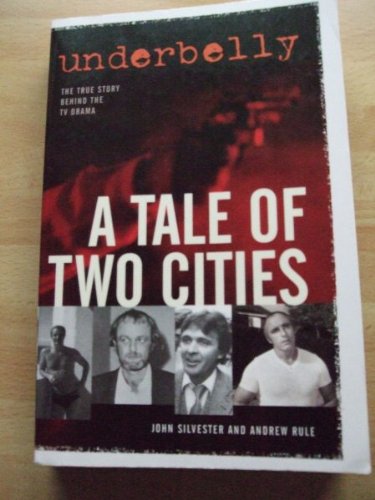 underbelly
THE TRUE STORY
BEHIND THE
TV DRAMA
A TALE OF
TWO CITIES
JOHN SILVESTER AND ANDREW RULE